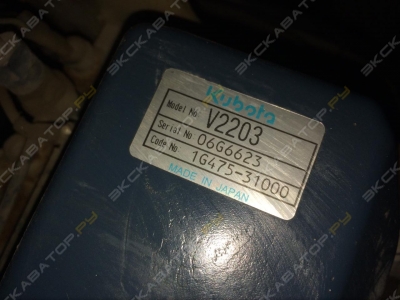 Kubota
Model No. V2203
Serial No. 06G6623
Code No. 1G475-31000
MADE IN JAPAN
ЭКСКАВАТОР.РУ